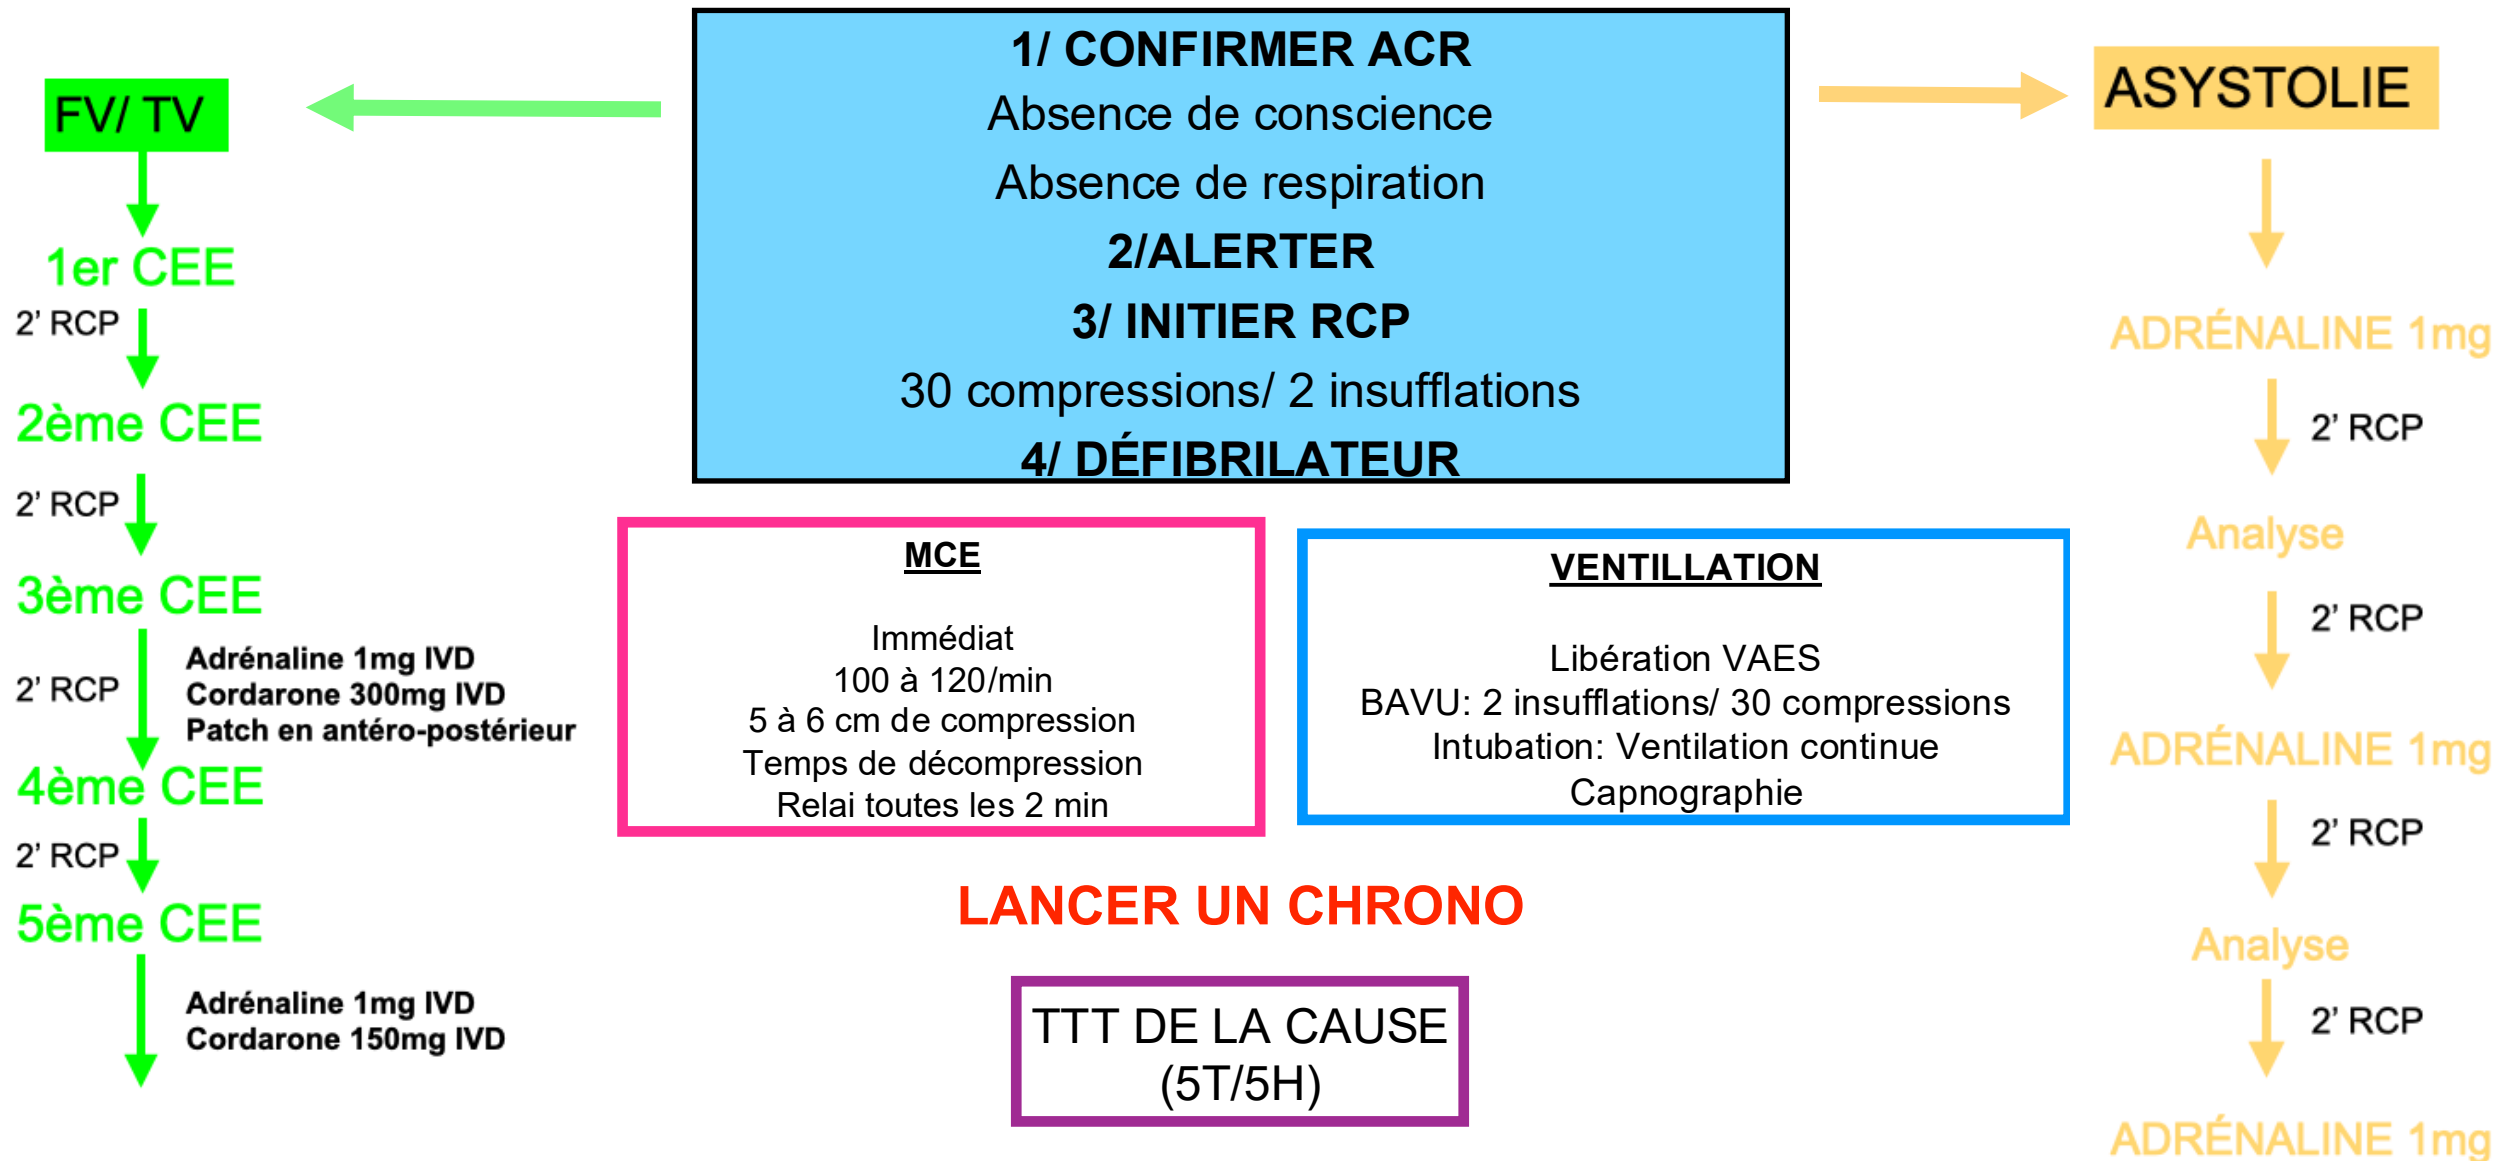 1/ CONFIRMER ACR
Absence de conscience
Absence de respiration
2/ALERTER
3/ INITIER RCP
30 compressions/ 2 insufflations
4/ DÉFIBRILATEUR
FV/ TV
1er CEE
2’ RCP
2ème CEE
2’ RCP
3ème CEE
2’ RCP
Adrénaline 1mg IVD
Cordarone 300mg IVD
Patch en antéro-postérieur
4ème CEE
2’ RCP
5ème CEE
Adrénaline 1mg IVD
Cordarone 150mg IVD
MCE
Immédiat
100 à 120/min
5 à 6 cm de compression
Temps de décompression
Relai toutes les 2 min
VENTILLATION
Libération VAES
BAVU: 2 insufflations/ 30 compressions
Intubation: Ventilation continue
Capnographie
LANCER UN CHRONO
TTT DE LA CAUSE
(5T/5H)
ASYSTOLIE
ADRÉNALINE 1mg
2’ RCP
Analyse
2’ RCP
ADRÉNALINE 1mg
2’ RCP
Analyse
2’ RCP
ADRÉNALINE 1mg